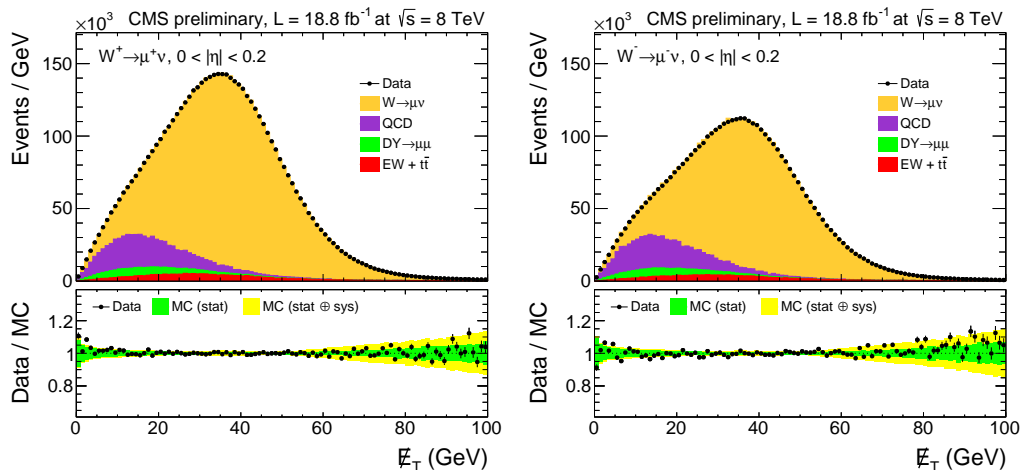 ×10³ CMS preliminary, L = 18.8 fb⁻¹ at √s = 8 TeV
W⁺→μ⁺ν, 0 < |η| < 0.2
Events / GeV
150
100
50
0
Data
W→μν
QCD
DY→μμ
EW + tt̄
Data / MC
1.2
1
0.8
Data MC (stat) MC (stat ⊕ sys)
0 20 40 60 80 100
E̸_T (GeV)
×10³ CMS preliminary, L = 18.8 fb⁻¹ at √s = 8 TeV
W⁻→μ⁻ν, 0 < |η| < 0.2
Events / GeV
150
100
50
0
Data
W→μν
QCD
DY→μμ
EW + tt̄
Data / MC
1.2
1
0.8
Data MC (stat) MC (stat ⊕ sys)
0 20 40 60 80 100
E̸_T (GeV)